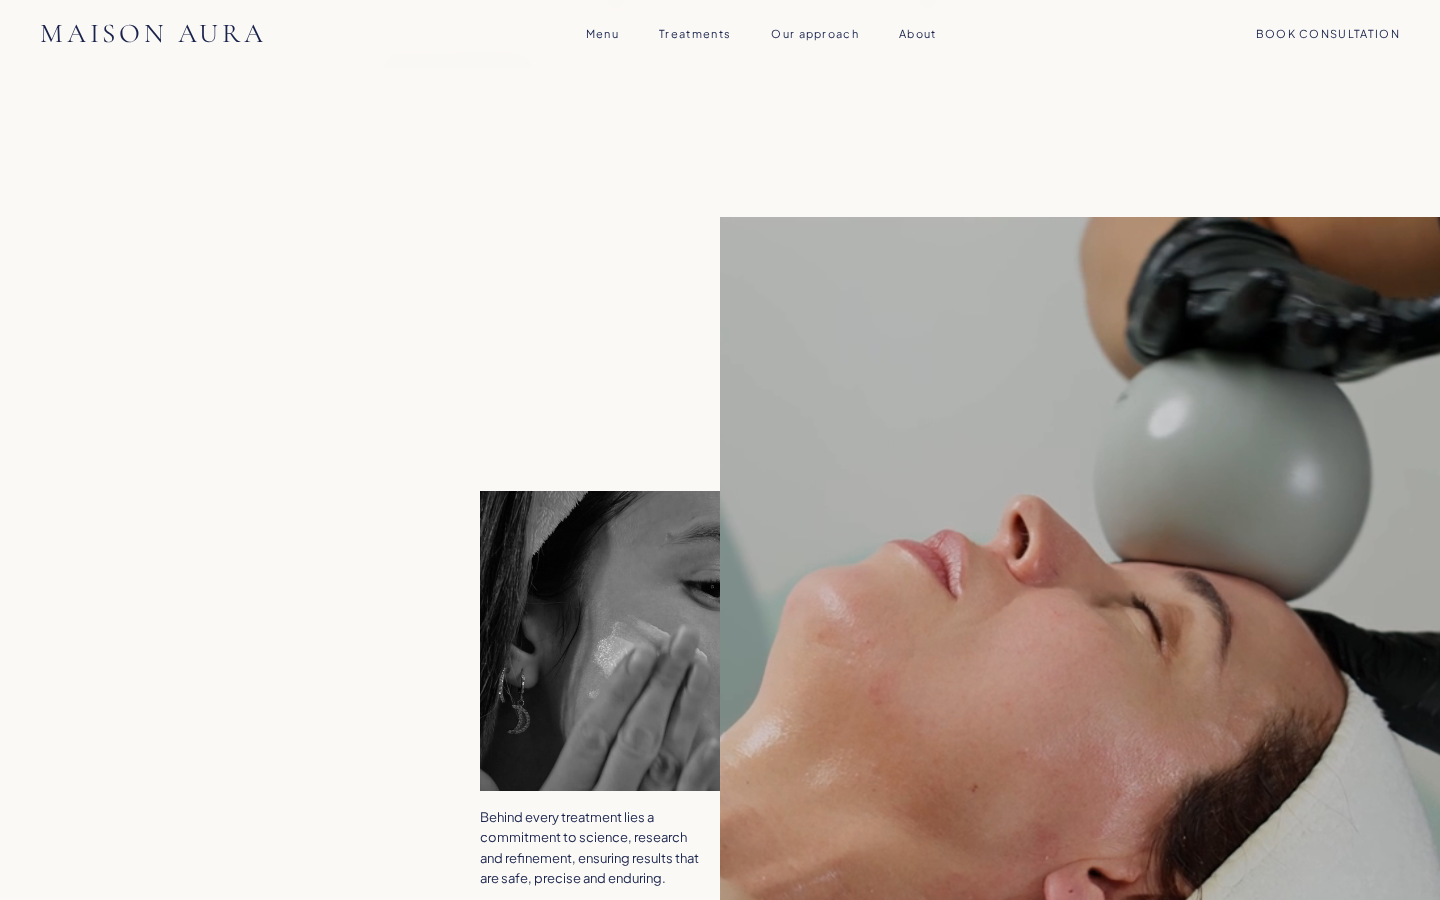 MAISON AURA
Menu
Treatments
Our approach
About
BOOK CONSULTATION
Behind every treatment lies a
commitment to science, research
and refinement, ensuring results that
are safe, precise and enduring.